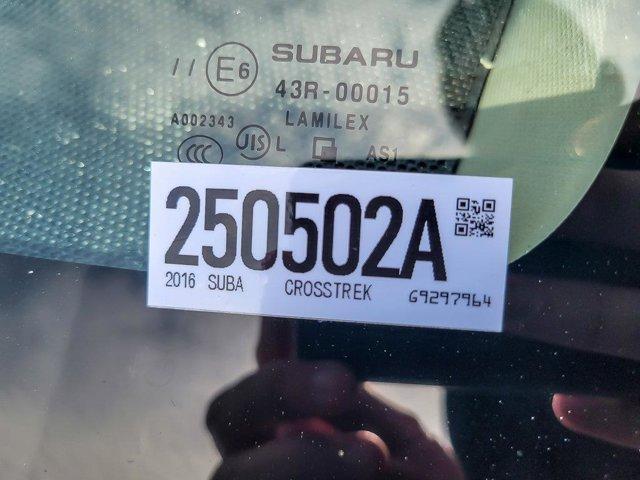 SUBARU
// E6
43R-00015
A002343
LAMILEX
CCC JIS L
AS1
250502A
2016 SUBA CROSSTREK G9297964